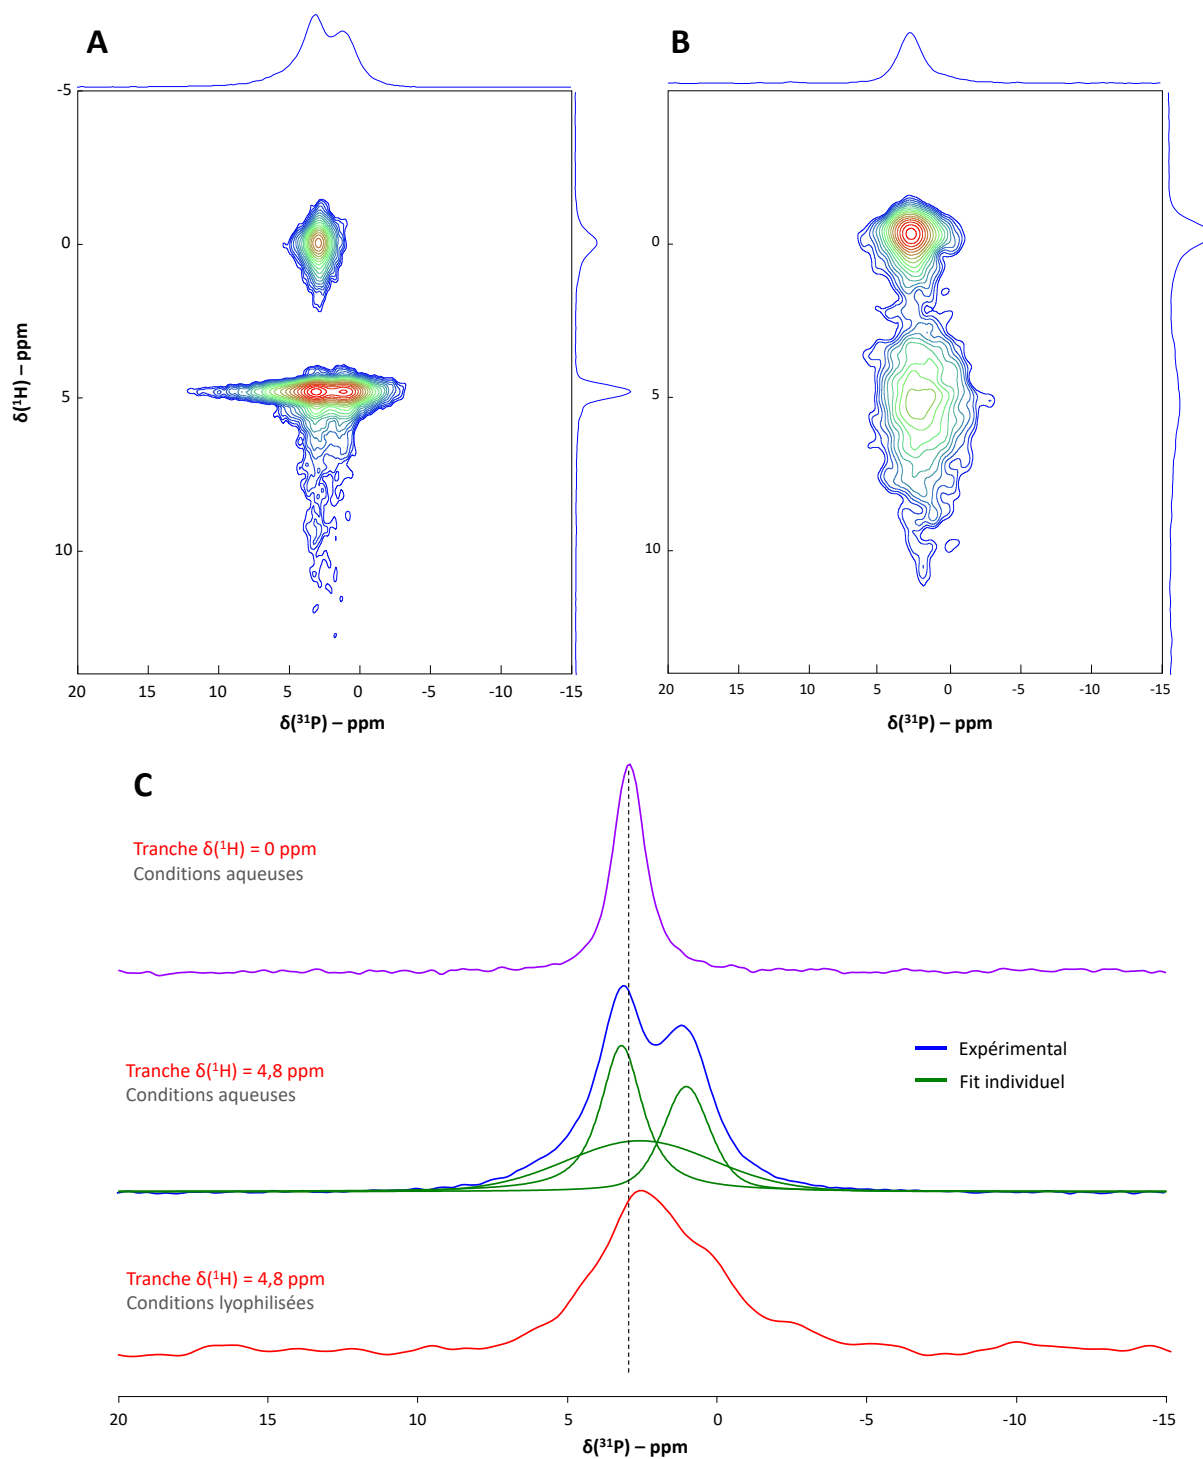 A
B
-5
0
5
10
δ(¹H) – ppm
20 15 10 5 0 -5 -10 -15
δ(³¹P) – ppm
0
5
10
20 15 10 5 0 -5 -10 -15
δ(³¹P) – ppm
C
Tranche δ(¹H) = 0 ppm
Conditions aqueuses
Tranche δ(¹H) = 4,8 ppm
Conditions aqueuses
Expérimental
Fit individuel
Tranche δ(¹H) = 4,8 ppm
Conditions lyophilisées
20 15 10 5 0 -5 -10 -15
δ(³¹P) – ppm